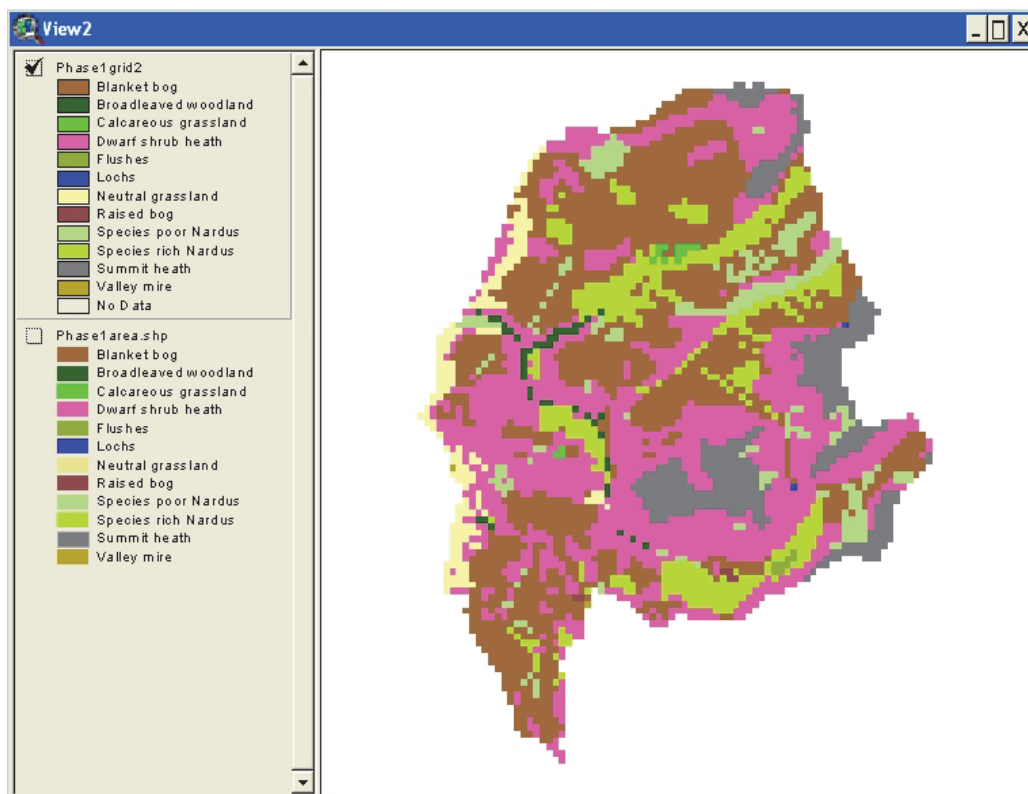 View2
Phase1grid2
Blanket bog
Broadleaved woodland
Calcareous grassland
Dwarf shrub heath
Flushes
Lochs
Neutral grassland
Raised bog
Species poor Nardus
Species rich Nardus
Summit heath
Valley mire
No Data
Phase1area.shp
Blanket bog
Broadleaved woodland
Calcareous grassland
Dwarf shrub heath
Flushes
Lochs
Neutral grassland
Raised bog
Species poor Nardus
Species rich Nardus
Summit heath
Valley mire